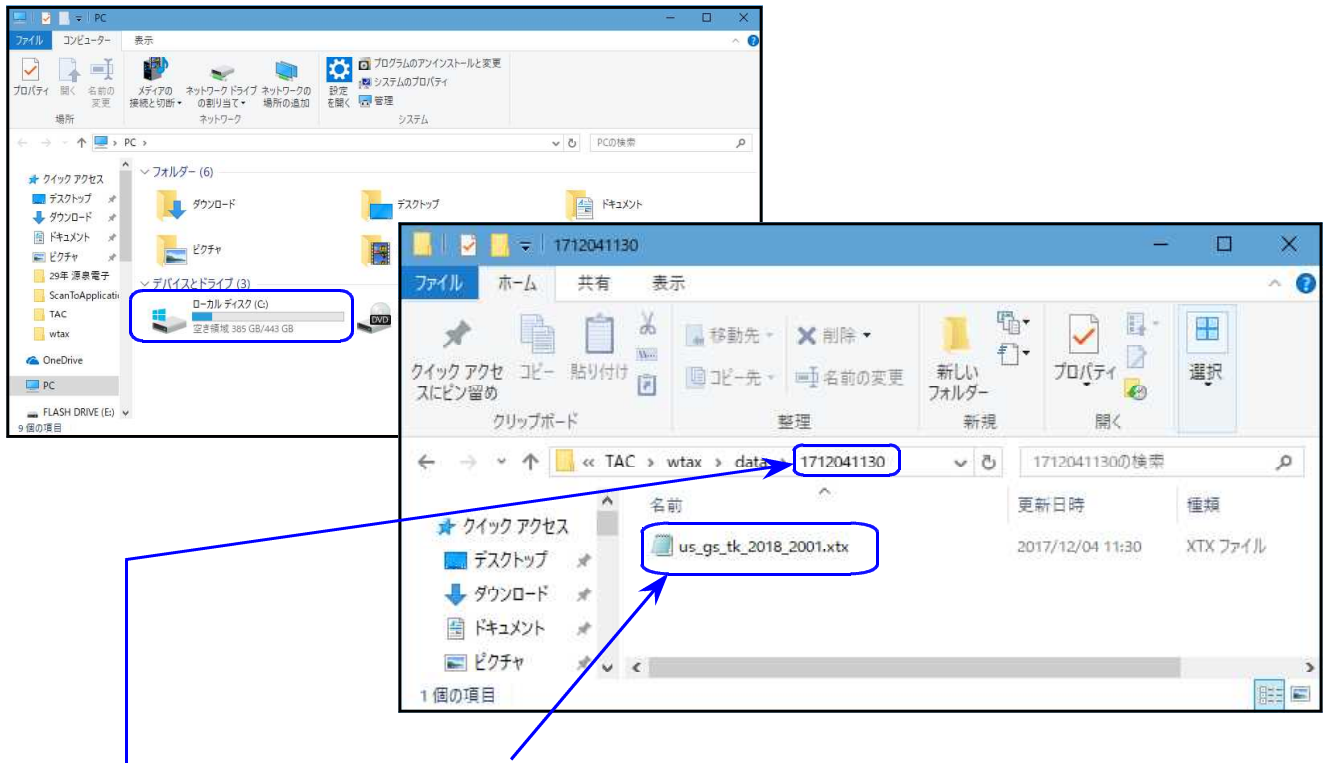 PC
ファイル コンピューター 表示
プロパティ 開く 名前の変更 メディアの接続と切断 ネットワーク ドライブの割り当て ネットワークの場所の追加 設定を開く プログラムのアンインストールと変更
システムのプロパティ
管理
場所 ネットワーク システム
PC PCの検索
クイック アクセス
デスクトップ
ダウンロード
ドキュメント
ピクチャ
29年 源泉電子
ScanToApplicati
TAC
wtax
OneDrive
PC
FLASH DRIVE (E:)
9 個の項目
フォルダー (6)
ダウンロード デスクトップ ドキュメント
ピクチャ
デバイスとドライブ (3)
ローカル ディスク (C:)
空き領域 385 GB/443 GB
DVD
1712041130
ファイル ホーム 共有 表示
クイック アクセスにピン留め コピー 貼り付け 移動先 削除 新しいフォルダー プロパティ 選択
コピー先 名前の変更
クリップボード 整理 新規 開く
« TAC › wtax › data › 1712041130 1712041130の検索
クイック アクセス
デスクトップ
ダウンロード
ドキュメント
ピクチャ
名前 更新日時 種類
us_gs_tk_2018_2001.xtx 2017/12/04 11:30 XTX ファイル
1 個の項目